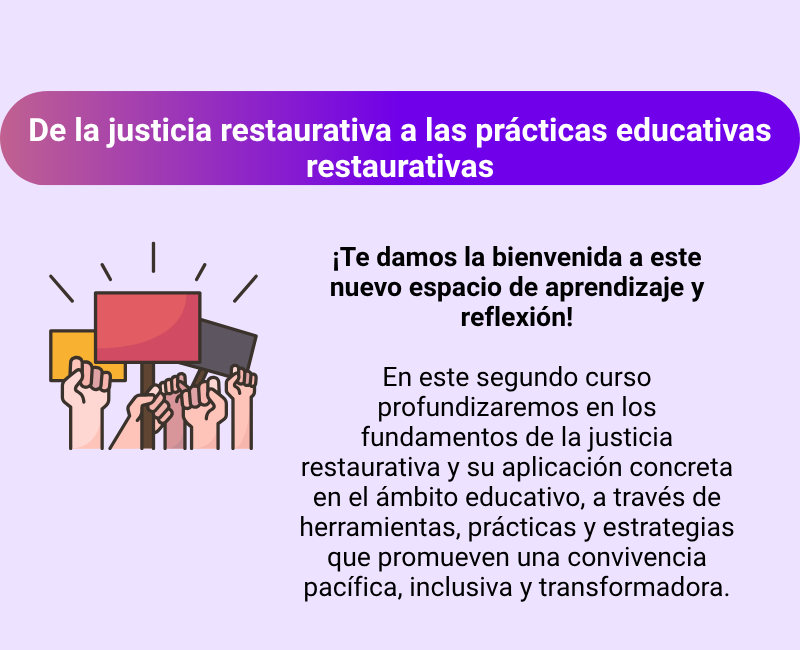 De la justicia restaurativa a las prácticas educativas
restaurativas
¡Te damos la bienvenida a este
nuevo espacio de aprendizaje y
reflexión!
En este segundo curso
profundizaremos en los
fundamentos de la justicia
restaurativa y su aplicación concreta
en el ámbito educativo, a través de
herramientas, prácticas y estrategias
que promueven una convivencia
pacífica, inclusiva y transformadora.